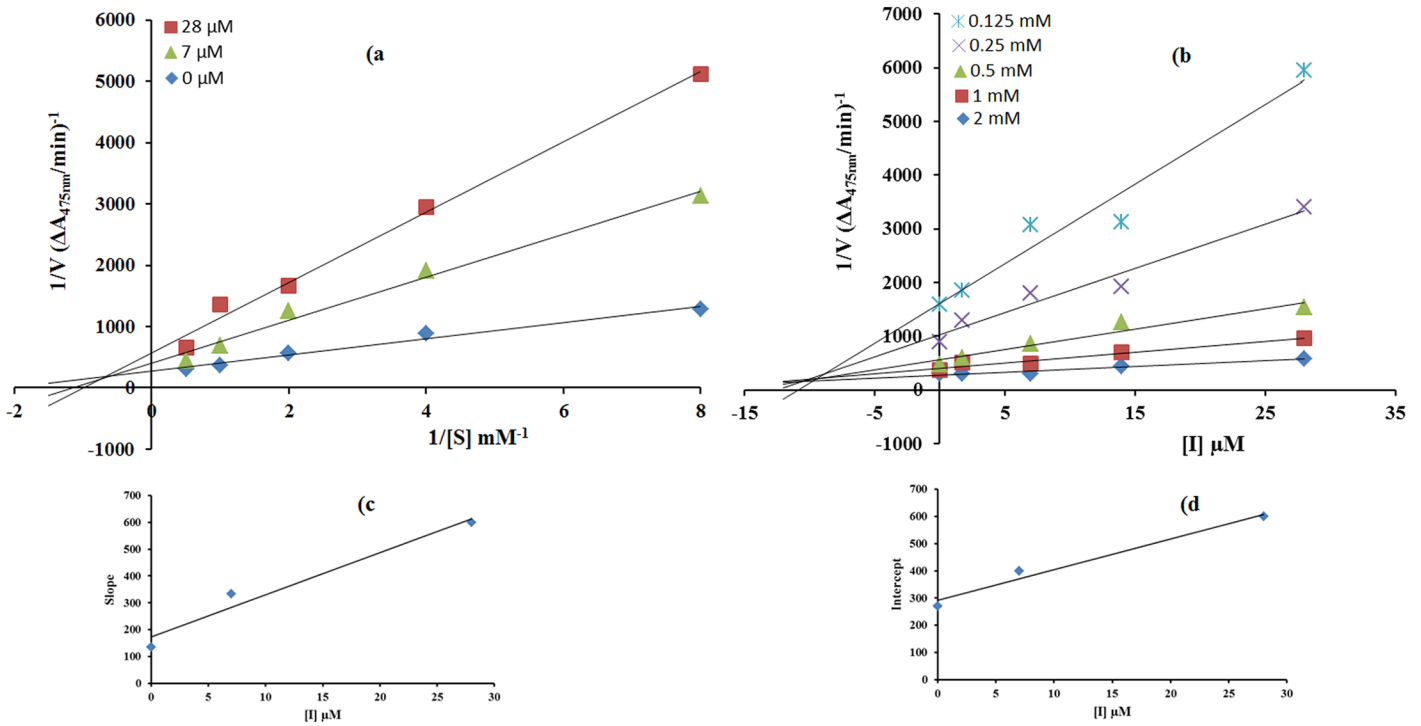 6000
28 µM
(a
7 µM
0 µM
5000
4000
3000
2000
1000
0
-1000
-2
0
2
4
6
8
1/V (ΔA475nm/min)-1
1/[S] mM-1
7000
0.125 mM
0.25 mM
(b
0.5 mM
1 mM
2 mM
6000
5000
4000
3000
2000
1000
0
-1000
-15
-5
5
15
25
35
1/V (ΔA475nm/min)-1
[I] µM
700
(c
600
500
400
300
200
100
0
0
5
10
15
20
25
30
Slope
[I] µM
700
(d
600
500
400
300
200
100
0
0
5
10
15
20
25
30
Intercept
[I] µM